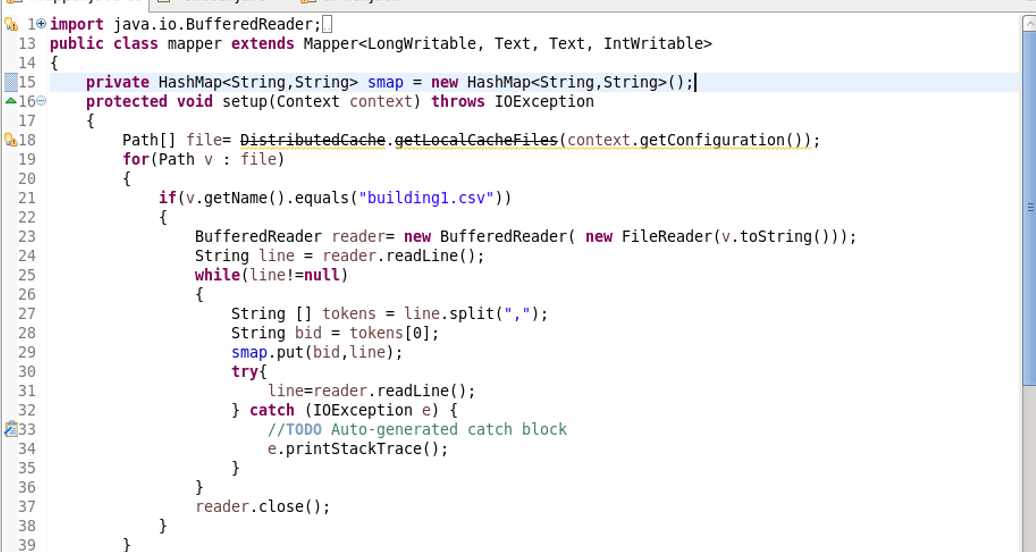 1 import java.io.BufferedReader;
13 public class mapper extends Mapper<LongWritable, Text, Text, IntWritable>
14 {
15 private HashMap<String,String> smap = new HashMap<String,String>();
16 protected void setup(Context context) throws IOException
17 {
18 Path[] file= DistributedCache.getLocalCacheFiles(context.getConfiguration());
19 for(Path v : file)
20 {
21 if(v.getName().equals("building1.csv"))
22 {
23 BufferedReader reader= new BufferedReader( new FileReader(v.toString()));
24 String line = reader.readLine();
25 while(line!=null)
26 {
27 String [] tokens = line.split(",");
28 String bid = tokens[0];
29 smap.put(bid,line);
30 try{
31 line=reader.readLine();
32 } catch (IOException e) {
33 //TODO Auto-generated catch block
34 e.printStackTrace();
35 }
36 }
37 reader.close();
38 }
39 }